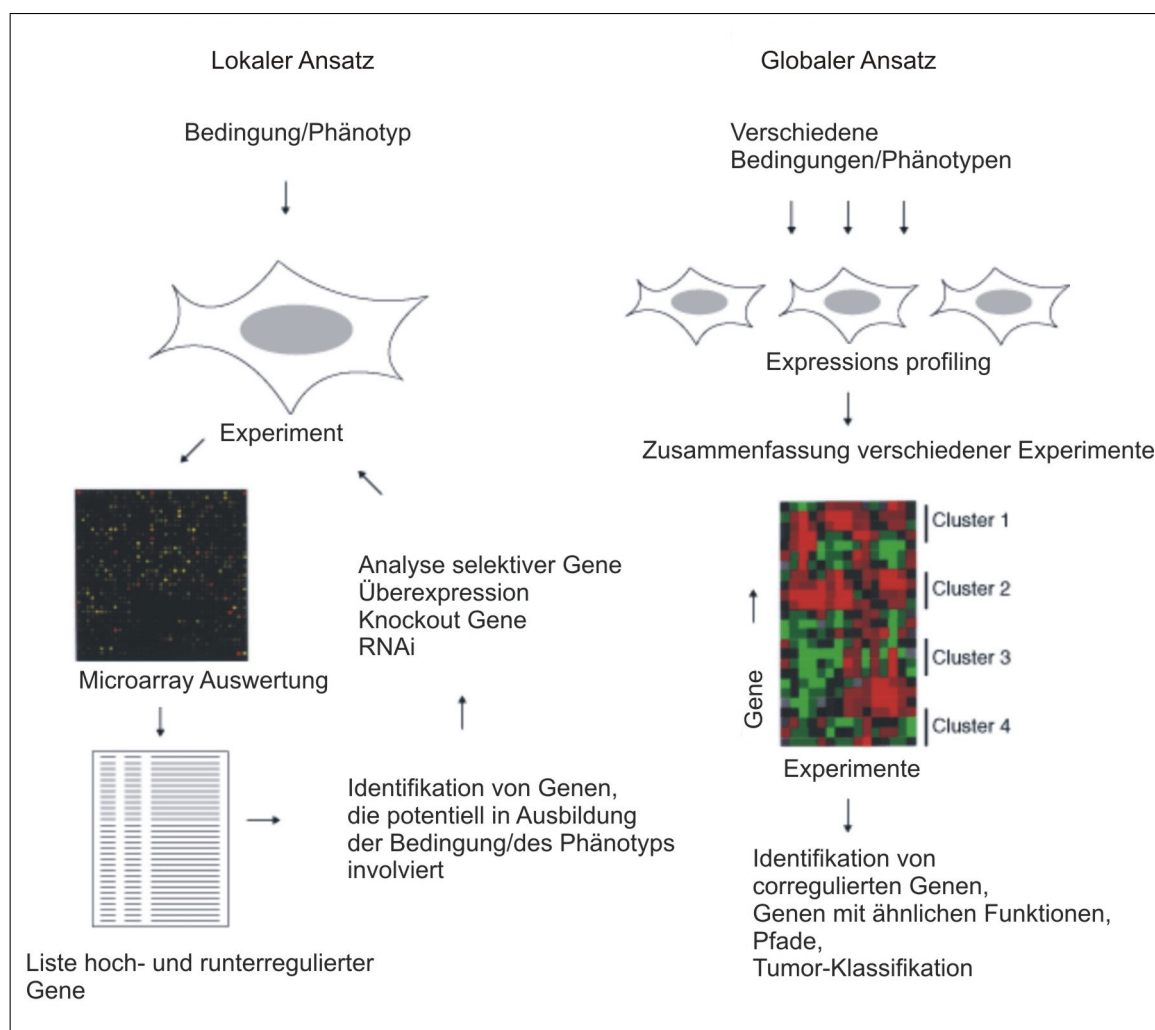 Lokaler Ansatz
Bedingung/Phänotyp
Experiment
Microarray Auswertung
Liste hoch- und runterregulierter
Gene
Identifikation von Genen,
die potentiell in Ausbildung
der Bedingung/des Phänotyps
involviert
Analyse selektiver Gene
Überexpression
Knockout Gene
RNAi
Globaler Ansatz
Verschiedene
Bedingungen/Phänotypen
Expressions profiling
Zusammenfassung verschiedener Experimente
Cluster 1
Cluster 2
Cluster 3
Cluster 4
Gene
Experimente
Identifikation von
corregulierten Genen,
Genen mit ähnlichen Funktionen,
Pfade,
Tumor-Klassifikation